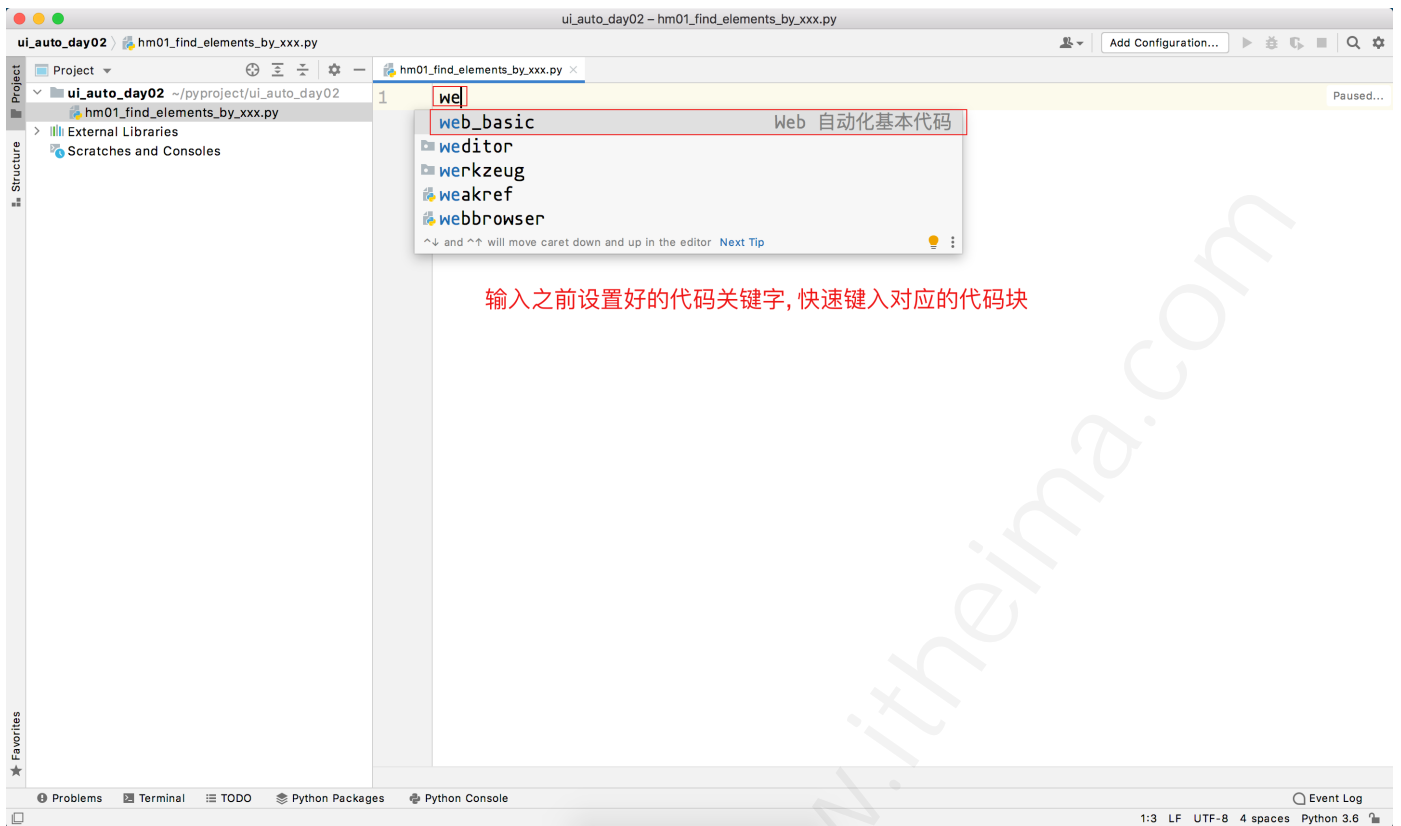 ui_auto_day02 – hm01_find_elements_by_xxx.py
ui_auto_day02 hm01_find_elements_by_xxx.py Add Configuration...
Project
hm01_find_elements_by_xxx.py
Project
ui_auto_day02 ~/pyproject/ui_auto_day02
hm01_find_elements_by_xxx.py
External Libraries
Scratches and Consoles
Structure
Favorites
1 we
Paused...
web_basic Web 自动化基本代码
weditor
werkzeug
weakref
webbrowser
^↓ and ^↑ will move caret down and up in the editor Next Tip
输入之前设置好的代码关键字, 快速键入对应的代码块
w.itheima.com
Problems Terminal TODO Python Packages Python Console Event Log
1:3 LF UTF-8 4 spaces Python 3.6